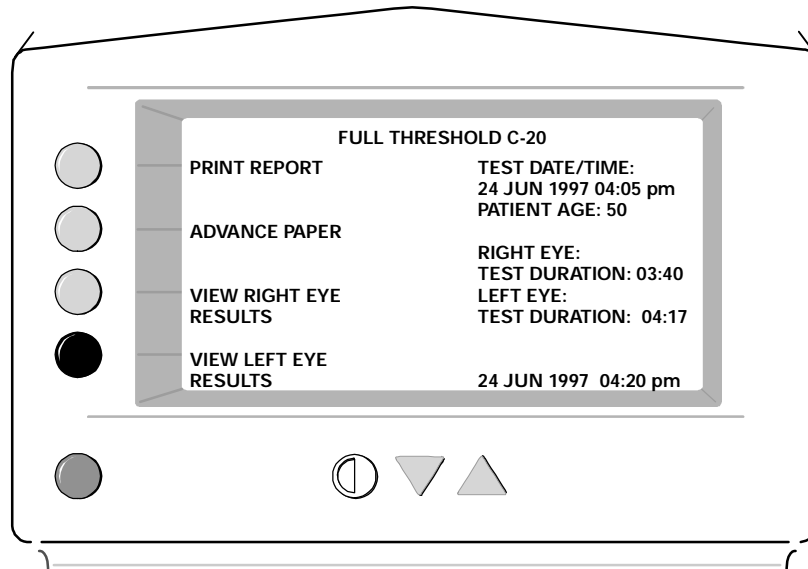 FULL THRESHOLD C-20
PRINT REPORT
ADVANCE PAPER
VIEW RIGHT EYE
RESULTS
VIEW LEFT EYE
RESULTS
TEST DATE/TIME:
24 JUN 1997 04:05 pm
PATIENT AGE: 50
RIGHT EYE:
TEST DURATION: 03:40
LEFT EYE:
TEST DURATION: 04:17
24 JUN 1997 04:20 pm